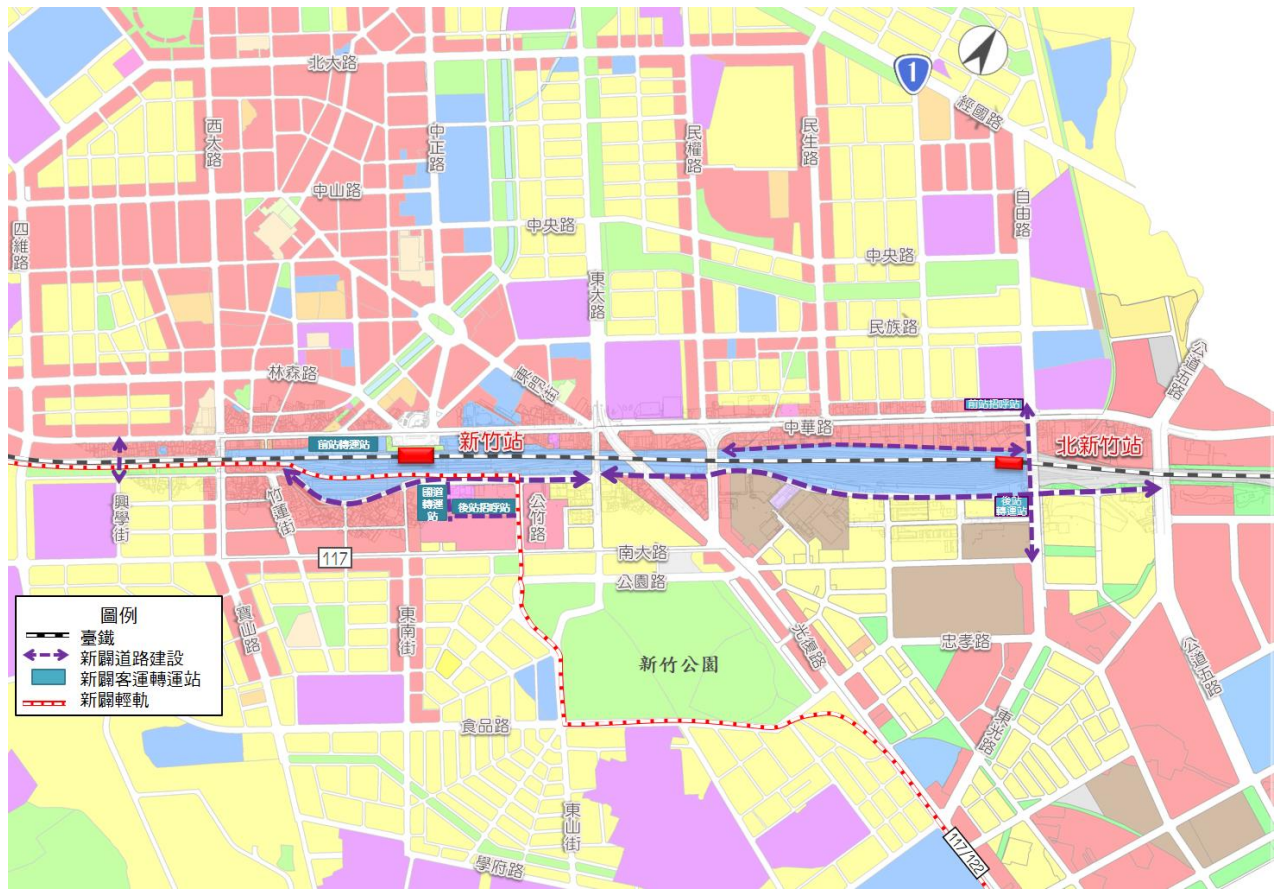 北大路
1
經國路
西大路
中正路
民權路
民生路
自由路
中山路
中央路
中央路
四維路
東大路
民族路
公道五路
林森路
東門街
前站招呼站
中華路
前站轉運站
新竹站
北新竹站
國道
轉運
站
後站招呼站
後站
轉運站
興學街
竹蓮街
公竹路
117
南大路
公園路
圖例
臺鐵
新闢道路建設
新闢客運轉運站
新闢輕軌
寶山路
東南街
新竹公園
光復路
忠孝路
公道五路
食品路
東光路
東山街
學府路
117/122